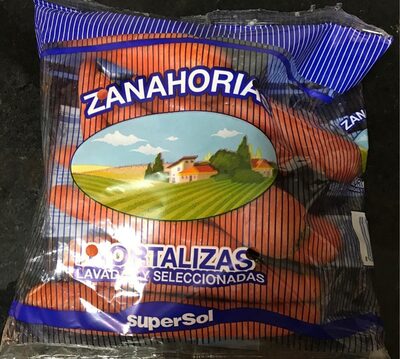 ZANAHORIA
HORTALIZAS
LAVADAS Y SELECCIONADAS
superSol
ZAN